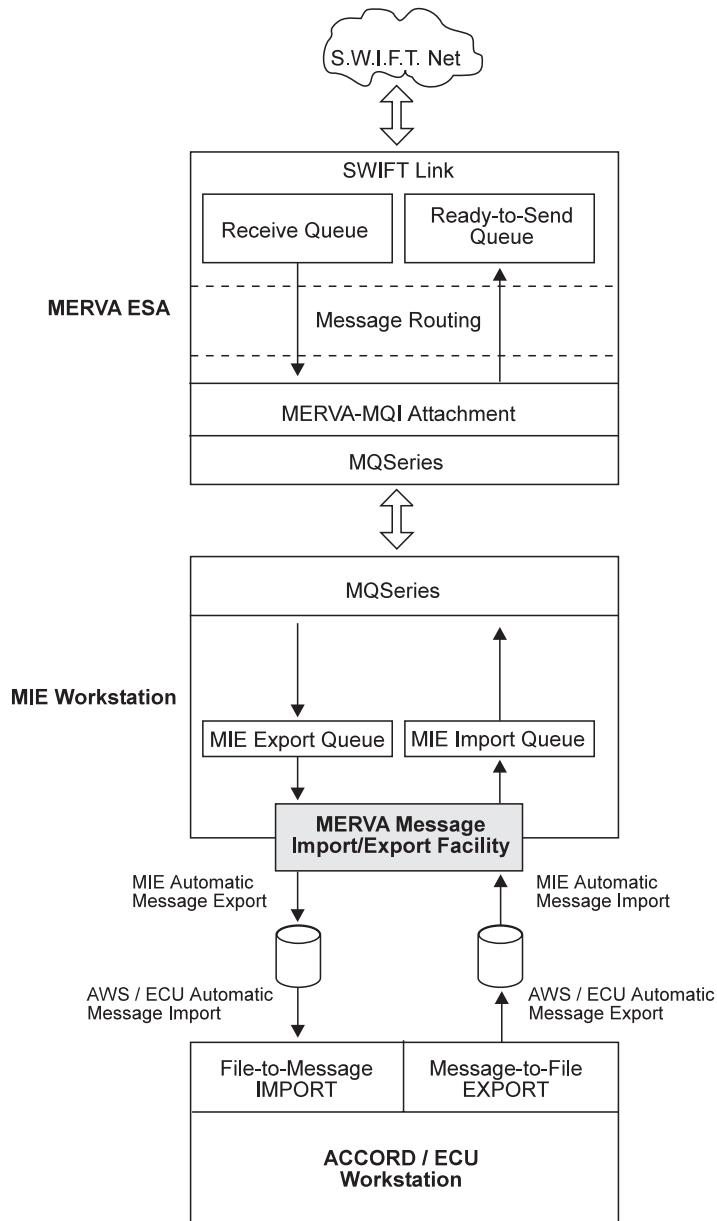 S.W.I.F.T. Net
SWIFT Link
Receive Queue
Ready-to-Send
Queue
MERVA ESA
Message Routing
MERVA-MQI Attachment
MQSeries
MQSeries
MIE Workstation
MIE Export Queue
MIE Import Queue
MERVA Message
Import/Export Facility
MIE Automatic
Message Export
MIE Automatic
Message Import
AWS / ECU Automatic
Message Import
AWS / ECU Automatic
Message Export
File-to-Message
IMPORT
Message-to-File
EXPORT
ACCORD / ECU
Workstation